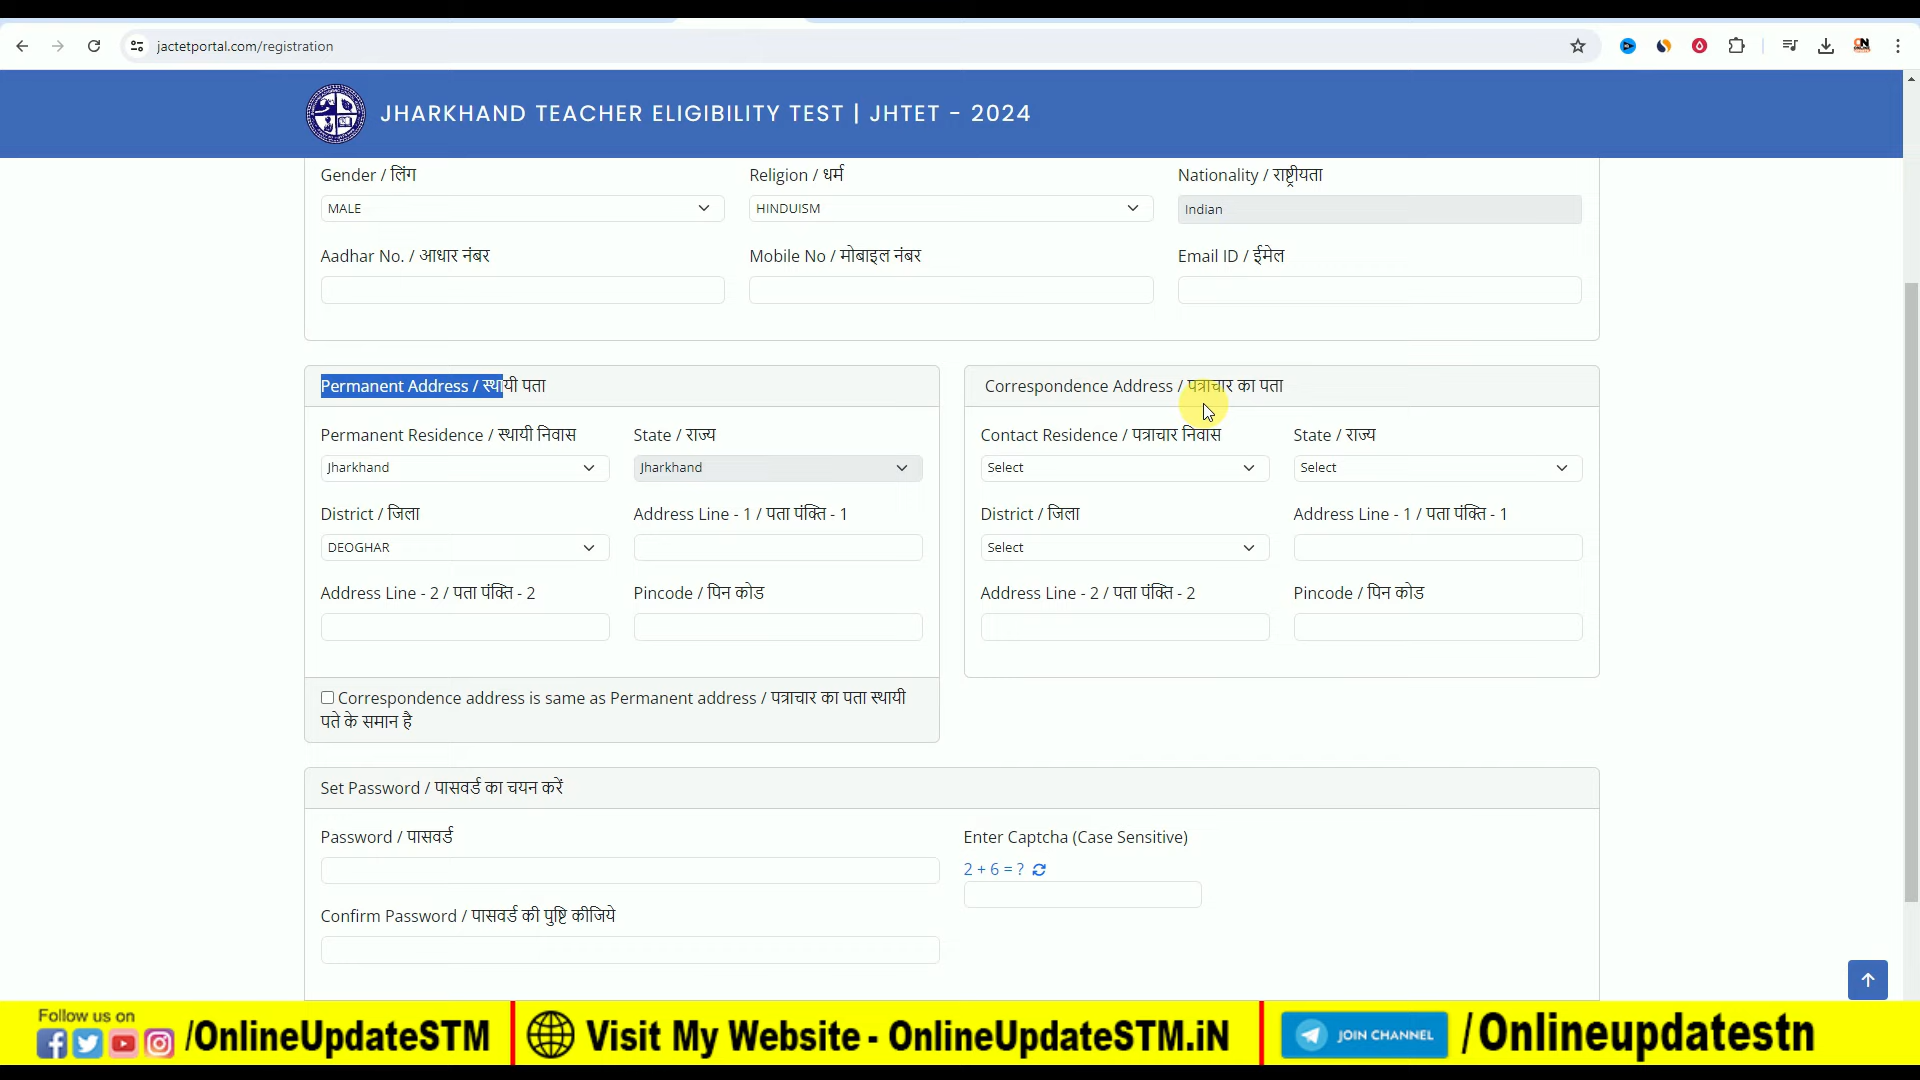 jactetportal.com/registration
JHARKHAND TEACHER ELIGIBILITY TEST | JHTET - 2024
Gender / लिंग
Religion / धर्म
Nationality / राष्ट्रीयता
MALE
HINDUISM
Indian
Aadhar No. / आधार नंबर
Mobile No / मोबाइल नंबर
Email ID / ईमेल
Permanent Address / स्थायी पता
Correspondence Address / पत्राचार का पता
Permanent Residence / स्थायी निवास
State / राज्य
Contact Residence / पत्राचार निवास
State / राज्य
Jharkhand
Jharkhand
Select
Select
District / जिला
Address Line - 1 / पता पंक्ति - 1
District / जिला
Address Line - 1 / पता पंक्ति - 1
DEOGHAR
Select
Address Line - 2 / पता पंक्ति - 2
Pincode / पिन कोड
Address Line - 2 / पता पंक्ति - 2
Pincode / पिन कोड
Correspondence address is same as Permanent address / पत्राचार का पता स्थायी
पते के समान है
Set Password / पासवर्ड का चयन करें
Password / पासवर्ड
Enter Captcha (Case Sensitive)
2 + 6 = ?
Confirm Password / पासवर्ड की पुष्टि कीजिये
Follow us on
/OnlineUpdateSTM
Visit My Website - OnlineUpdateSTM.iN
JOIN CHANNEL
/Onlineupdatestn